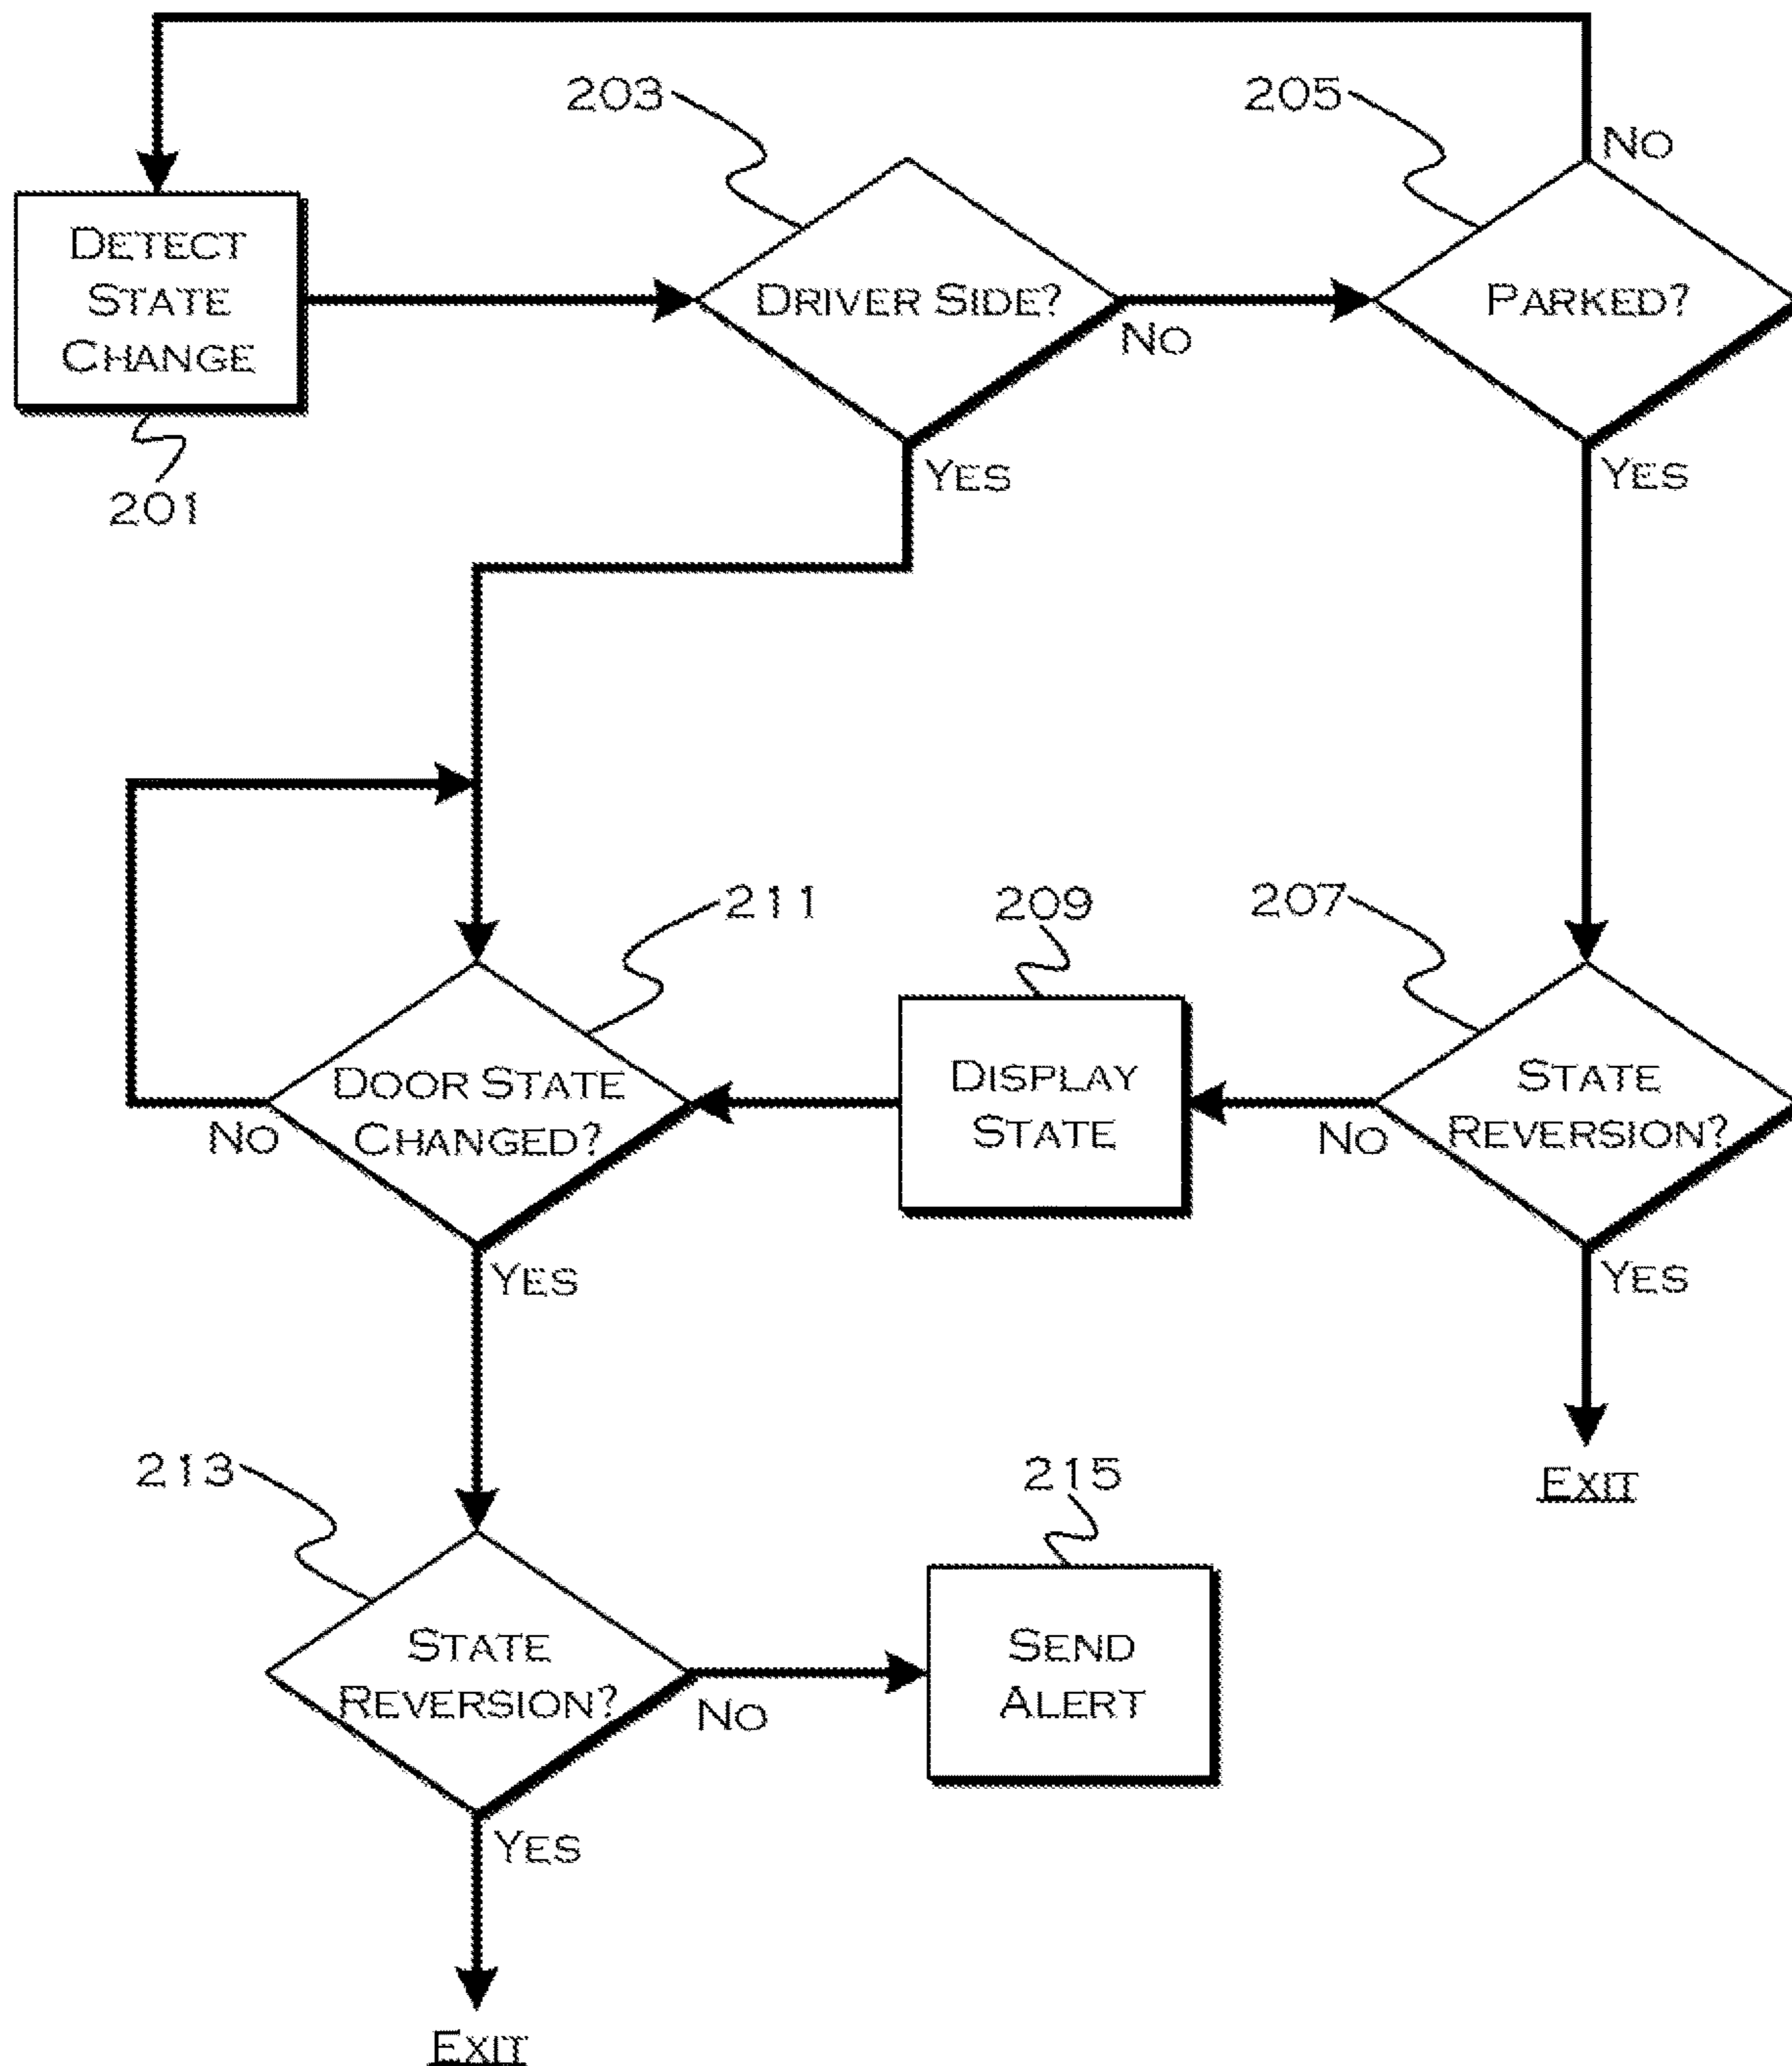 203
205
No
DETECT
STATE
CHANGE
DRIVER SIDE?
No
PARKED?
201
YES
YES
211
209
207
DOOR STATE
CHANGED?
No
DISPLAY
STATE
STATE
REVERSION?
No
YES
YES
213
215
EXIT
STATE
REVERSION?
No
SEND
ALERT
YES
EXIT